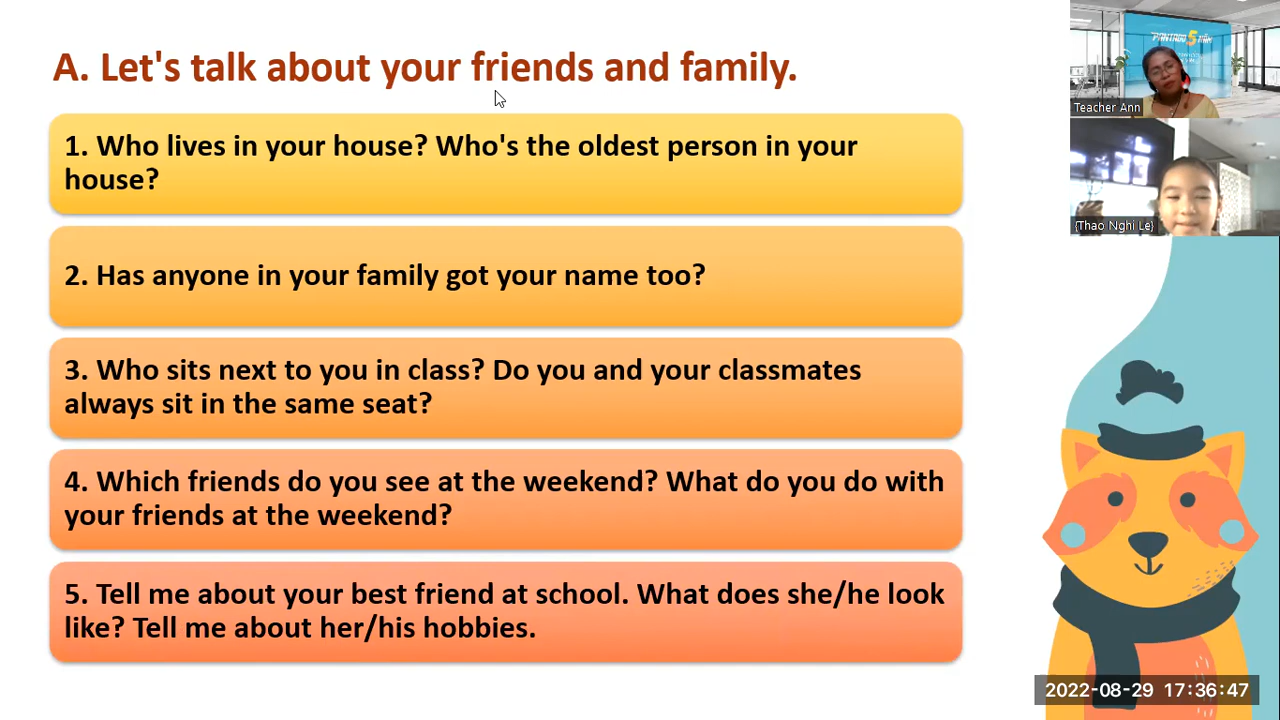 A. Let's talk about your friends and family.
1. Who lives in your house? Who's the oldest person in your
house?
2. Has anyone in your family got your name too?
3. Who sits next to you in class? Do you and your classmates
always sit in the same seat?
4. Which friends do you see at the weekend? What do you do with
your friends at the weekend?
5. Tell me about your best friend at school. What does she/he look
like? Tell me about her/his hobbies.
Teacher Ann
(Thao Nghi Le)
2022-08-29 17:36:47